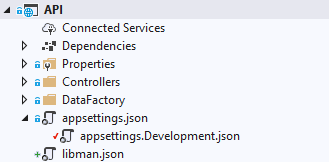 API
Connected Services
Dependencies
Properties
Controllers
DataFactory
appsettings.json
appsettings.Development.json
libman.json